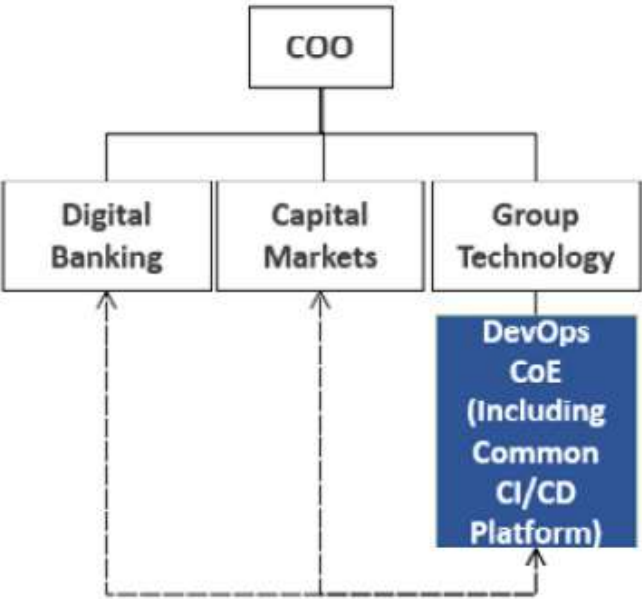 COO
Digital
Banking
Capital
Markets
Group
Technology
DevOps
CoE
(Including
Common
CI/CD
Platform)